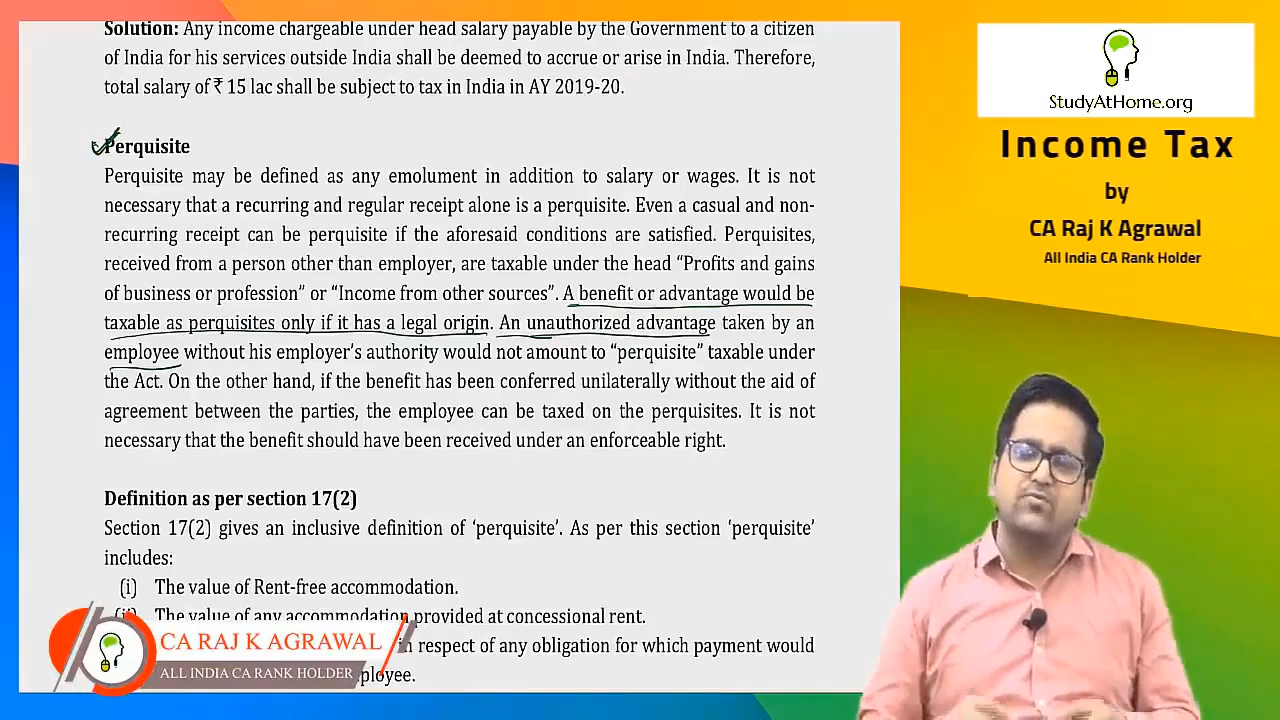 Solution: Any income chargeable under head salary payable by the Government to a citizen
of India for his services outside India shall be deemed to accrue or arise in India. Therefore,
total salary of ₹ 15 lac shall be subject to tax in India in AY 2019-20.
Perquisite
Perquisite may be defined as any emolument in addition to salary or wages. It is not
necessary that a recurring and regular receipt alone is a perquisite. Even a casual and non-
recurring receipt can be perquisite if the aforesaid conditions are satisfied. Perquisites,
received from a person other than employer, are taxable under the head “Profits and gains
of business or profession” or “Income from other sources”. A benefit or advantage would be
taxable as perquisites only if it has a legal origin. An unauthorized advantage taken by an
employee without his employer’s authority would not amount to “perquisite” taxable under
the Act. On the other hand, if the benefit has been conferred unilaterally without the aid of
agreement between the parties, the employee can be taxed on the perquisites. It is not
necessary that the benefit should have been received under an enforceable right.
Definition as per section 17(2)
Section 17(2) gives an inclusive definition of ‘perquisite’. As per this section ‘perquisite’
includes:
(i) The value of Rent-free accommodation.
(ii) The value of any accommodation provided at concessional rent.
in respect of any obligation for which payment would
CA RAJ K AGRAWAL
ALL INDIA CA RANK HOLDER
StudyAtHome.org
Income Tax
by
CA Raj K Agrawal
All India CA Rank Holder